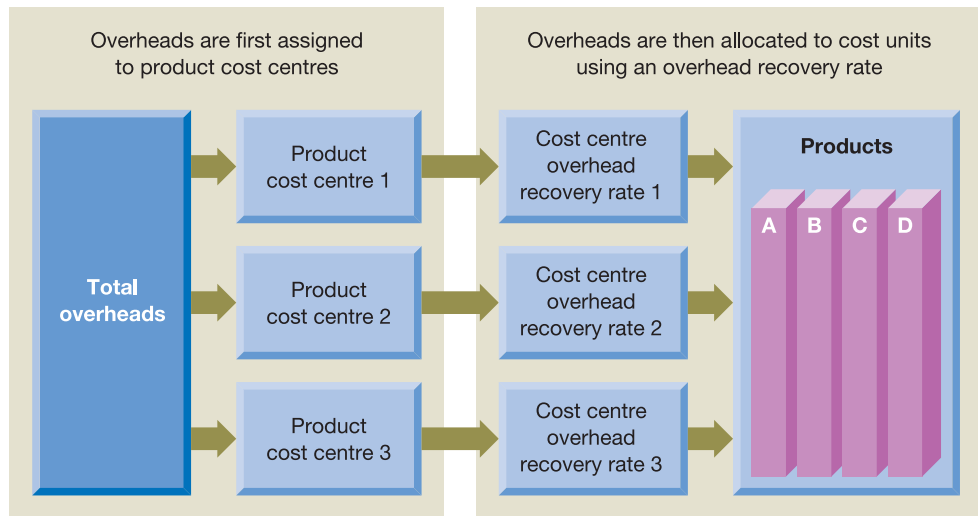 Overheads are first assigned
to product cost centres
Overheads are then allocated to cost units
using an overhead recovery rate
Total
overheads
Product
cost centre 1
Cost centre
overhead
recovery rate 1
Product
cost centre 2
Cost centre
overhead
recovery rate 2
Product
cost centre 3
Cost centre
overhead
recovery rate 3
Products
A B C D